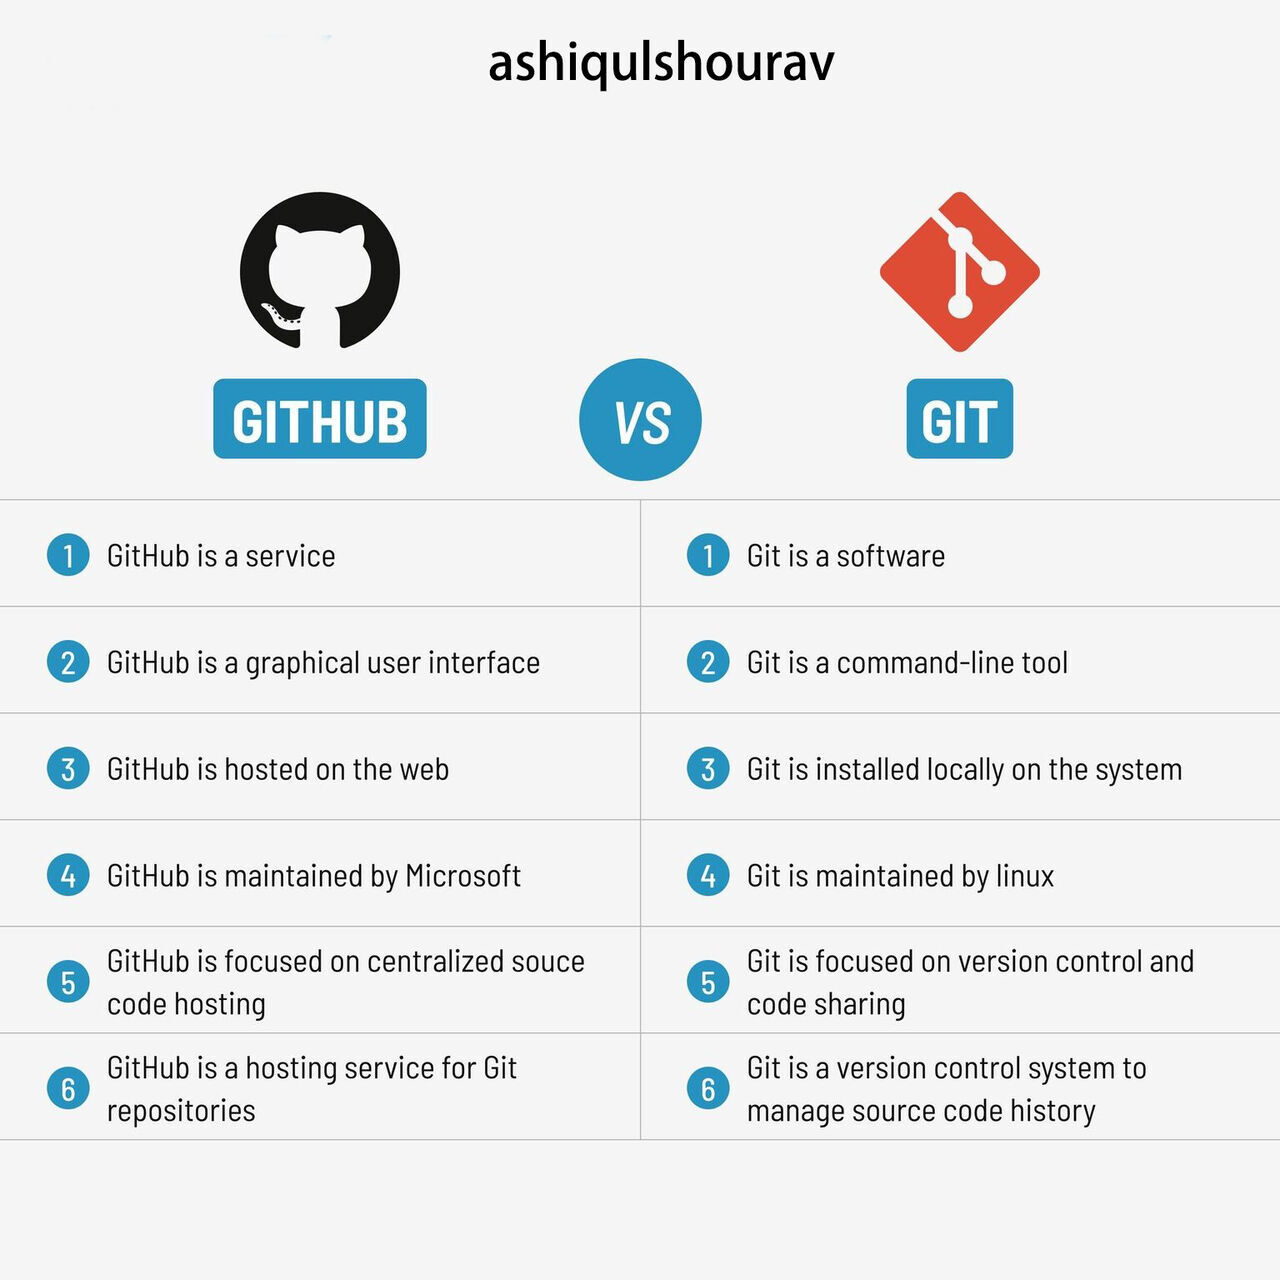 ashiqulshourav
GITHUB
VS
GIT
1 GitHub is a service
1 Git is a software
2 GitHub is a graphical user interface
2 Git is a command-line tool
3 GitHub is hosted on the web
3 Git is installed locally on the system
4 GitHub is maintained by Microsoft
4 Git is maintained by linux
5 GitHub is focused on centralized souce
code hosting
5 Git is focused on version control and
code sharing
6 GitHub is a hosting service for Git
repositories
6 Git is a version control system to
manage source code history